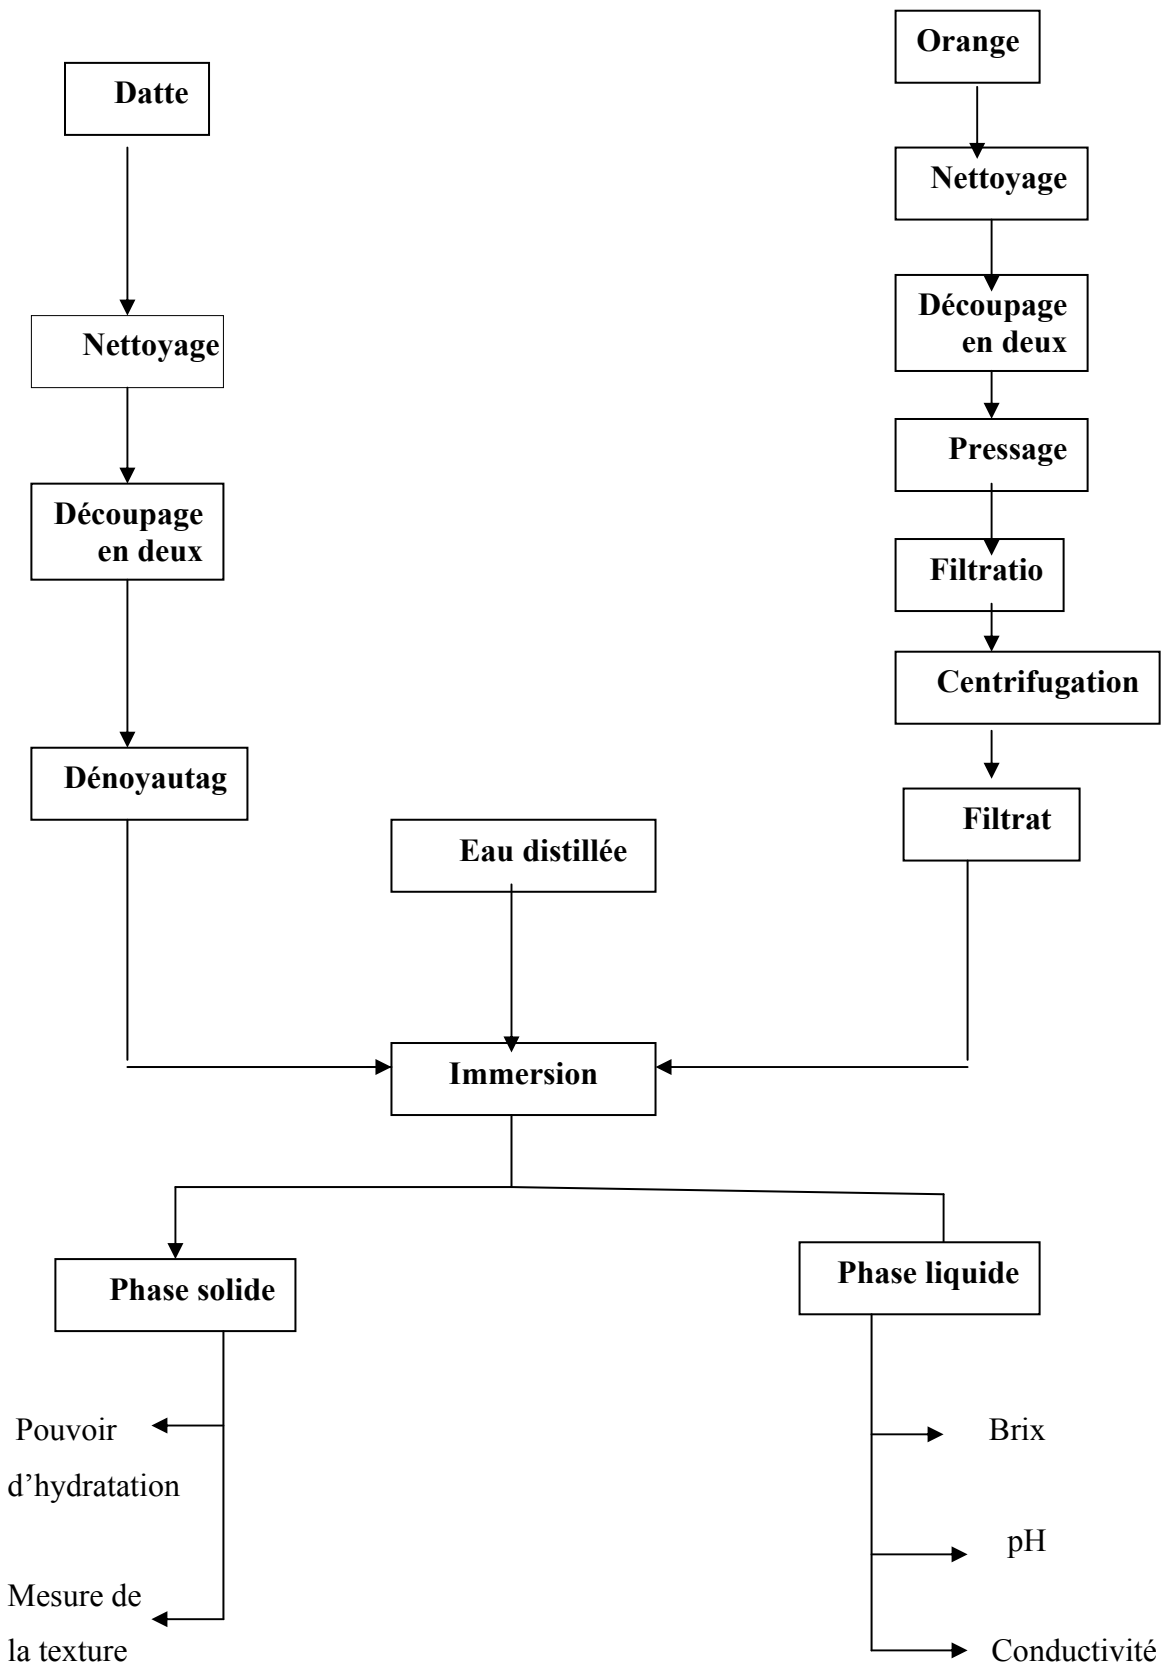 Orange
Datte
Nettoyage
Nettoyage
Découpage
en deux
Pressage
Découpage
en deux
Filtratio
Centrifugation
Dénoyautag
Filtrat
Eau distillée
Immersion
Phase solide
Phase liquide
Pouvoir
d’hydratation
Brix
pH
Mesure de
la texture
Conductivité